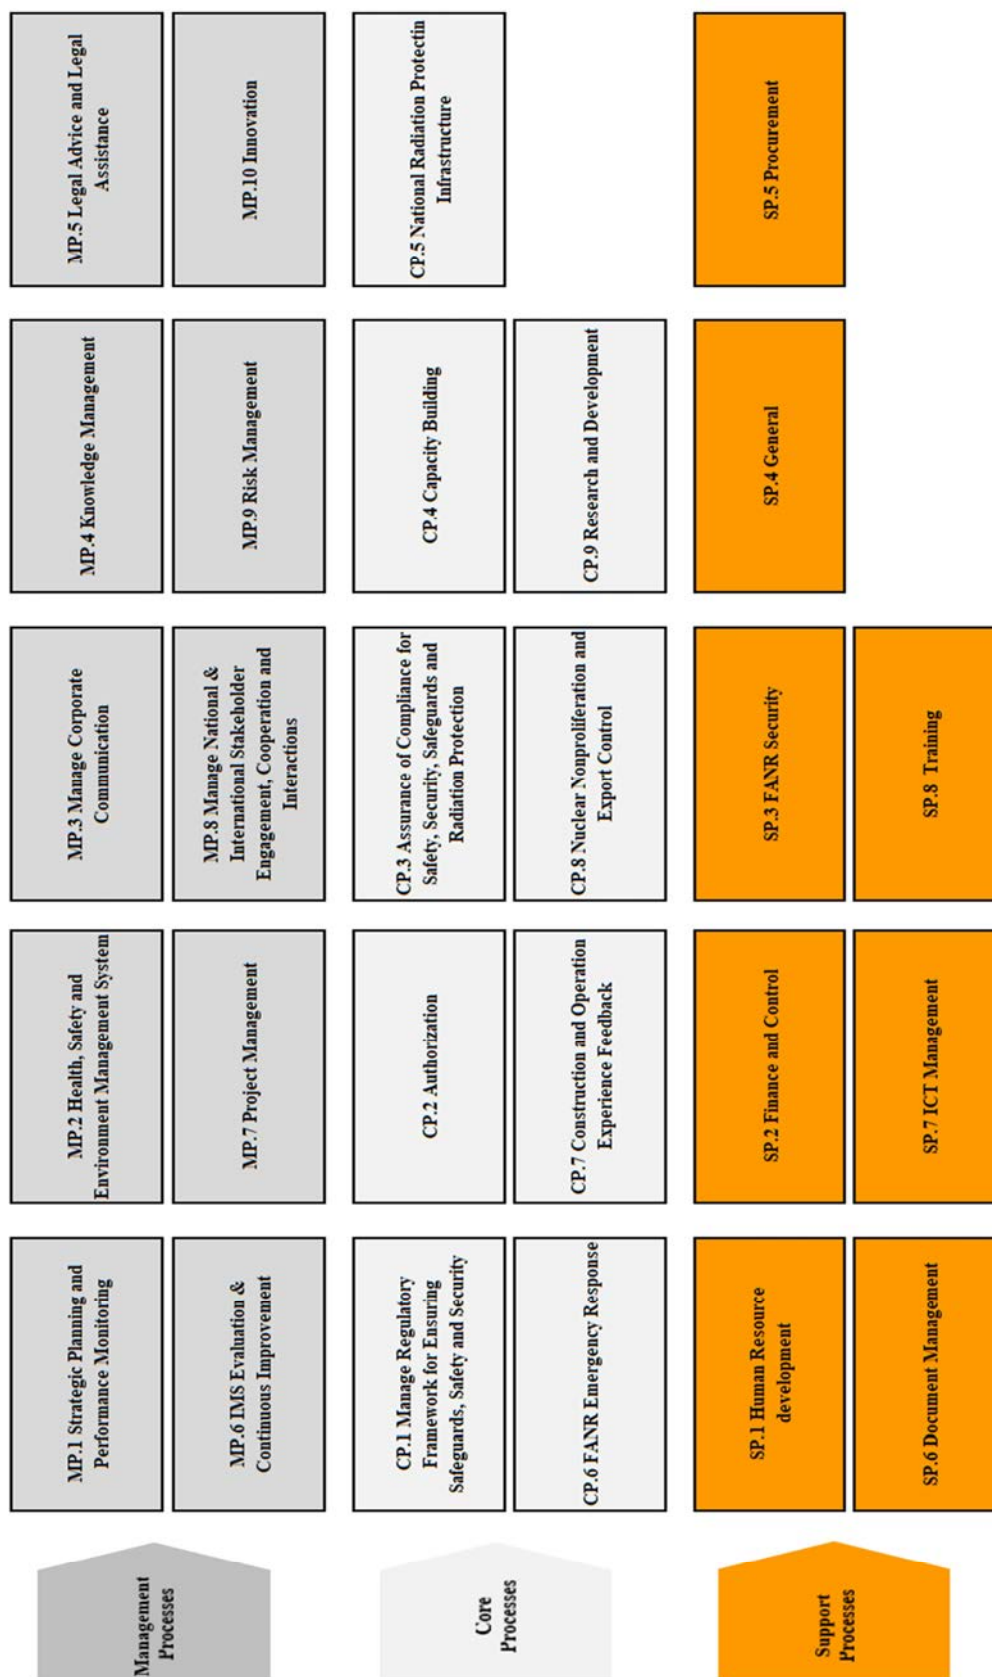 Management
Processes
MP.1 Strategic Planning and
Performance Monitoring
MP.2 Health, Safety and
Environment Management System
MP.3 Manage Corporate
Communication
MP.4 Knowledge Management
MP.5 Legal Advice and Legal
Assistance
MP.6 IMS Evaluation &
Continuous Improvement
MP.7 Project Management
MP.8 Manage National &
International Stakeholder
Engagement, Cooperation and
Interactions
MP.9 Risk Management
MP.10 Innovation
Core
Processes
CP.1 Manage Regulatory
Framework for Ensuring
Safeguards, Safety and Security
CP.2 Authorization
CP.3 Assurance of Compliance for
Safety, Security, Safeguards and
Radiation Protection
CP.4 Capacity Building
CP.5 National Radiation Protectin
Infrastructure
CP.6 FANR Emergency Response
CP.7 Construction and Operation
Experience Feedback
CP.8 Nuclear Nonproliferation and
Export Control
CP.9 Research and Development
Support
Processes
SP.1 Human Resource
development
SP.2 Finance and Control
SP.3 FANR Security
SP.4 General
SP.5 Procurement
SP.6 Document Management
SP.7 ICT Management
SP.8 Training